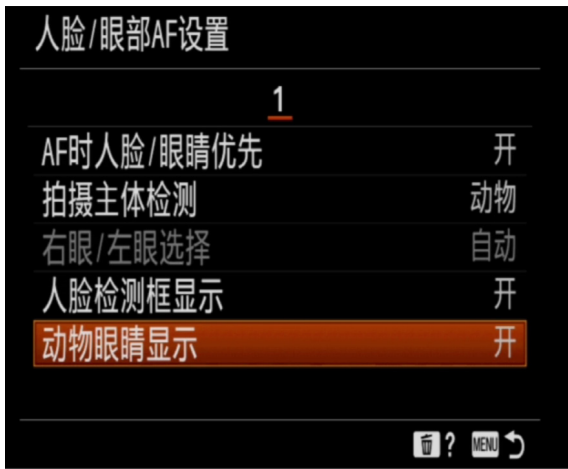 人脸/眼部AF设置
1
AF时人脸/眼睛优先 开
拍摄主体检测 动物
右眼/左眼选择 自动
人脸检测框显示 开
动物眼睛显示 开
? MENU